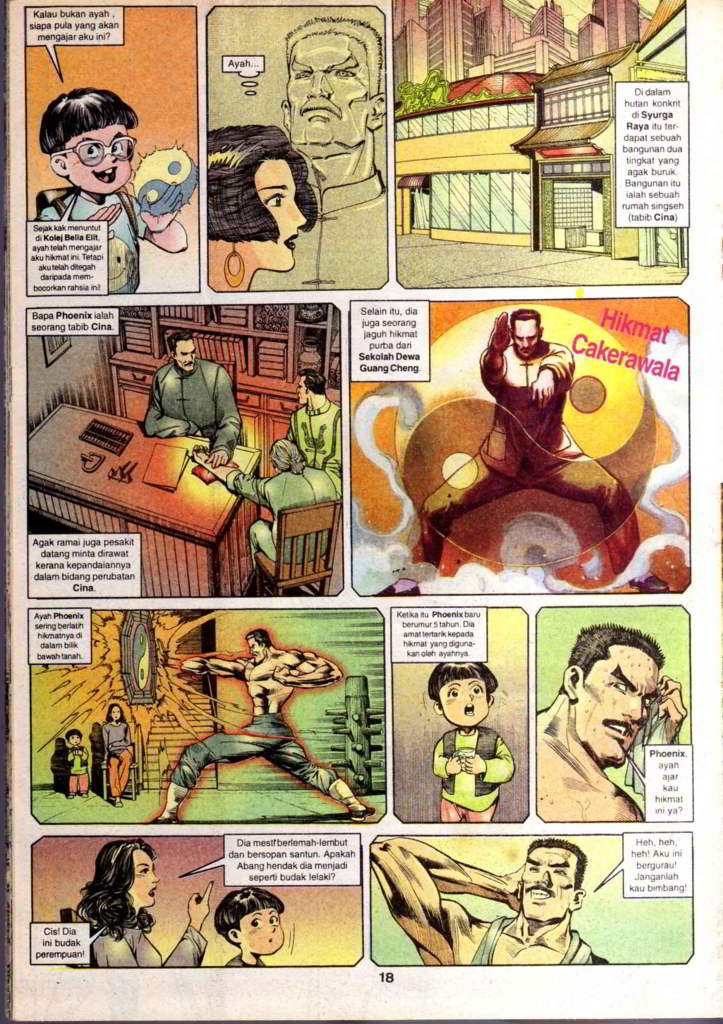 Kalau bukan ayah,
siapa pula yang akan
mengajar aku ini?
Sejak kak menuntut
di Kolej Belia Elit,
ayah telah mengajar
aku hikmat ini. Tetapi
aku telah ditegah
daripada mem-
bocorkan rahsia ini!
Ayah...
Di dalam
hutan konkrit
di Syurga
Raya itu ter-
dapat sebuah
bangunan dua
tingkat yang
agak buruk.
Bangunan itu
ialah sebuah
rumah singseh
(tabib Cina)
Bapa Phoenix ialah
seorang tabib Cina.
Agak ramai juga pesakit
datang minta dirawat
kerana kepandaiannya
dalam bidang perubatan
Cina.
Selain itu, dia
juga seorang
jaguh hikmat
purba dari
Sekolah Dewa
Guang Cheng.
Hikmat
Cakerawala
Ayah Phoenix
sering berlatih
hikmatnya di
dalam bilik
bawah tanah.
Ketika itu Phoenix baru
berumur 5 tahun. Dia
amat tertarik kepada
hikmat yang diguna-
kan oleh ayahnya.
Phoenix,
ayah
ajar
kau
hikmat
ini ya?
Dia mesti berlemah-lembut
dan bersopan santun. Apakah
Abang hendak dia menjadi
seperti budak lelaki?
Cis! Dia
ini budak
perempuan!
Heh, heh,
heh! Aku ini
bergurau!
Janganlah
kau bimbang!
18